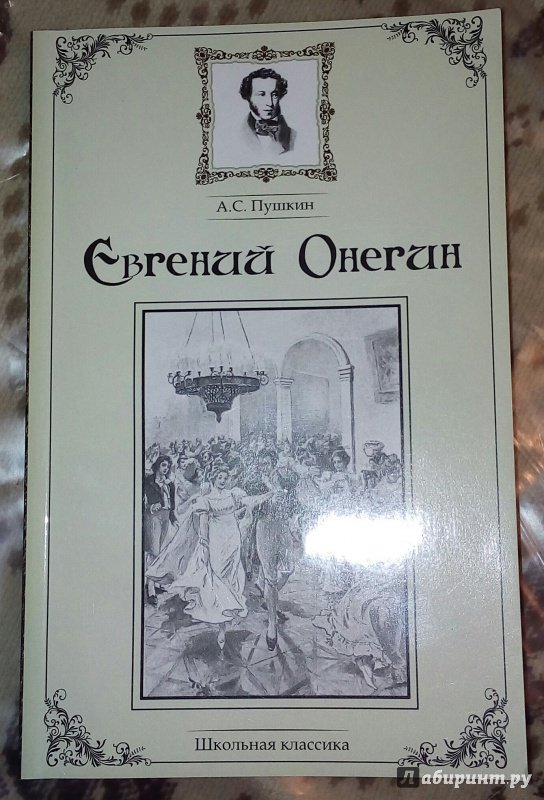 А.С. Пушкин
Евгений Онегин
Школьная классика
Лабиринт.ру